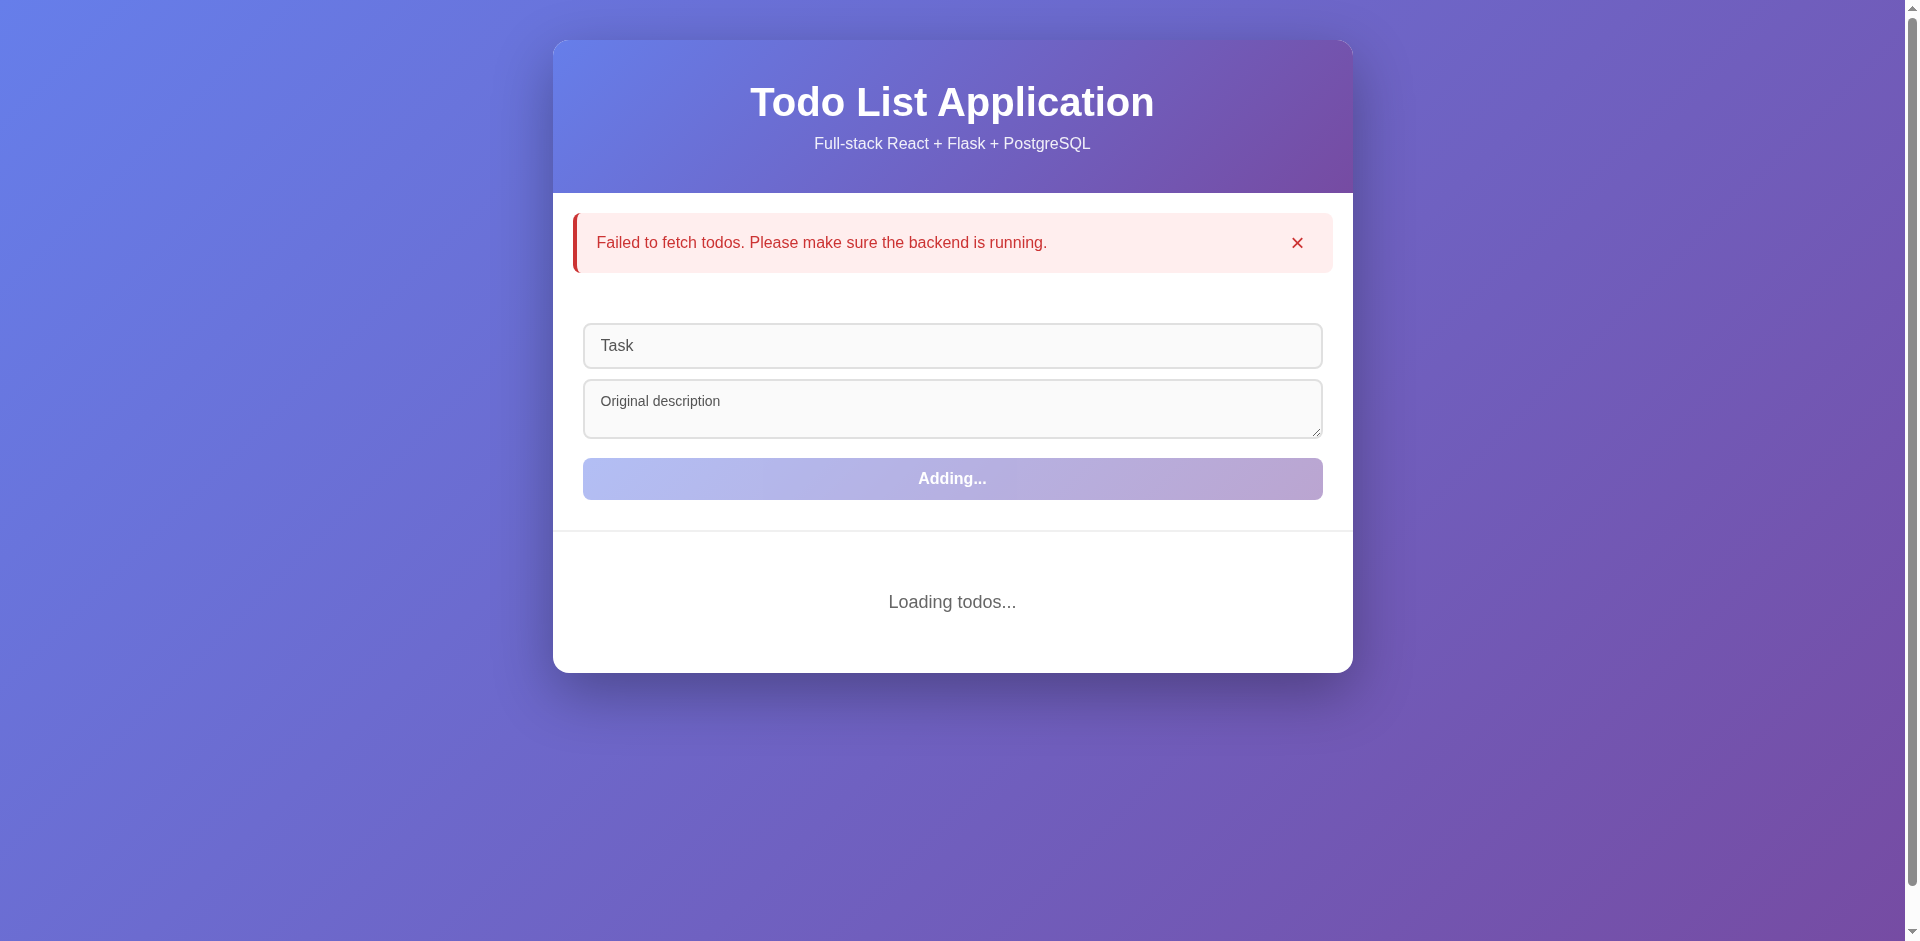 Todo List Application
Full-stack React + Flask + PostgreSQL
Failed to fetch todos. Please make sure the backend is running.
Task
Original description
Adding...
Loading todos...